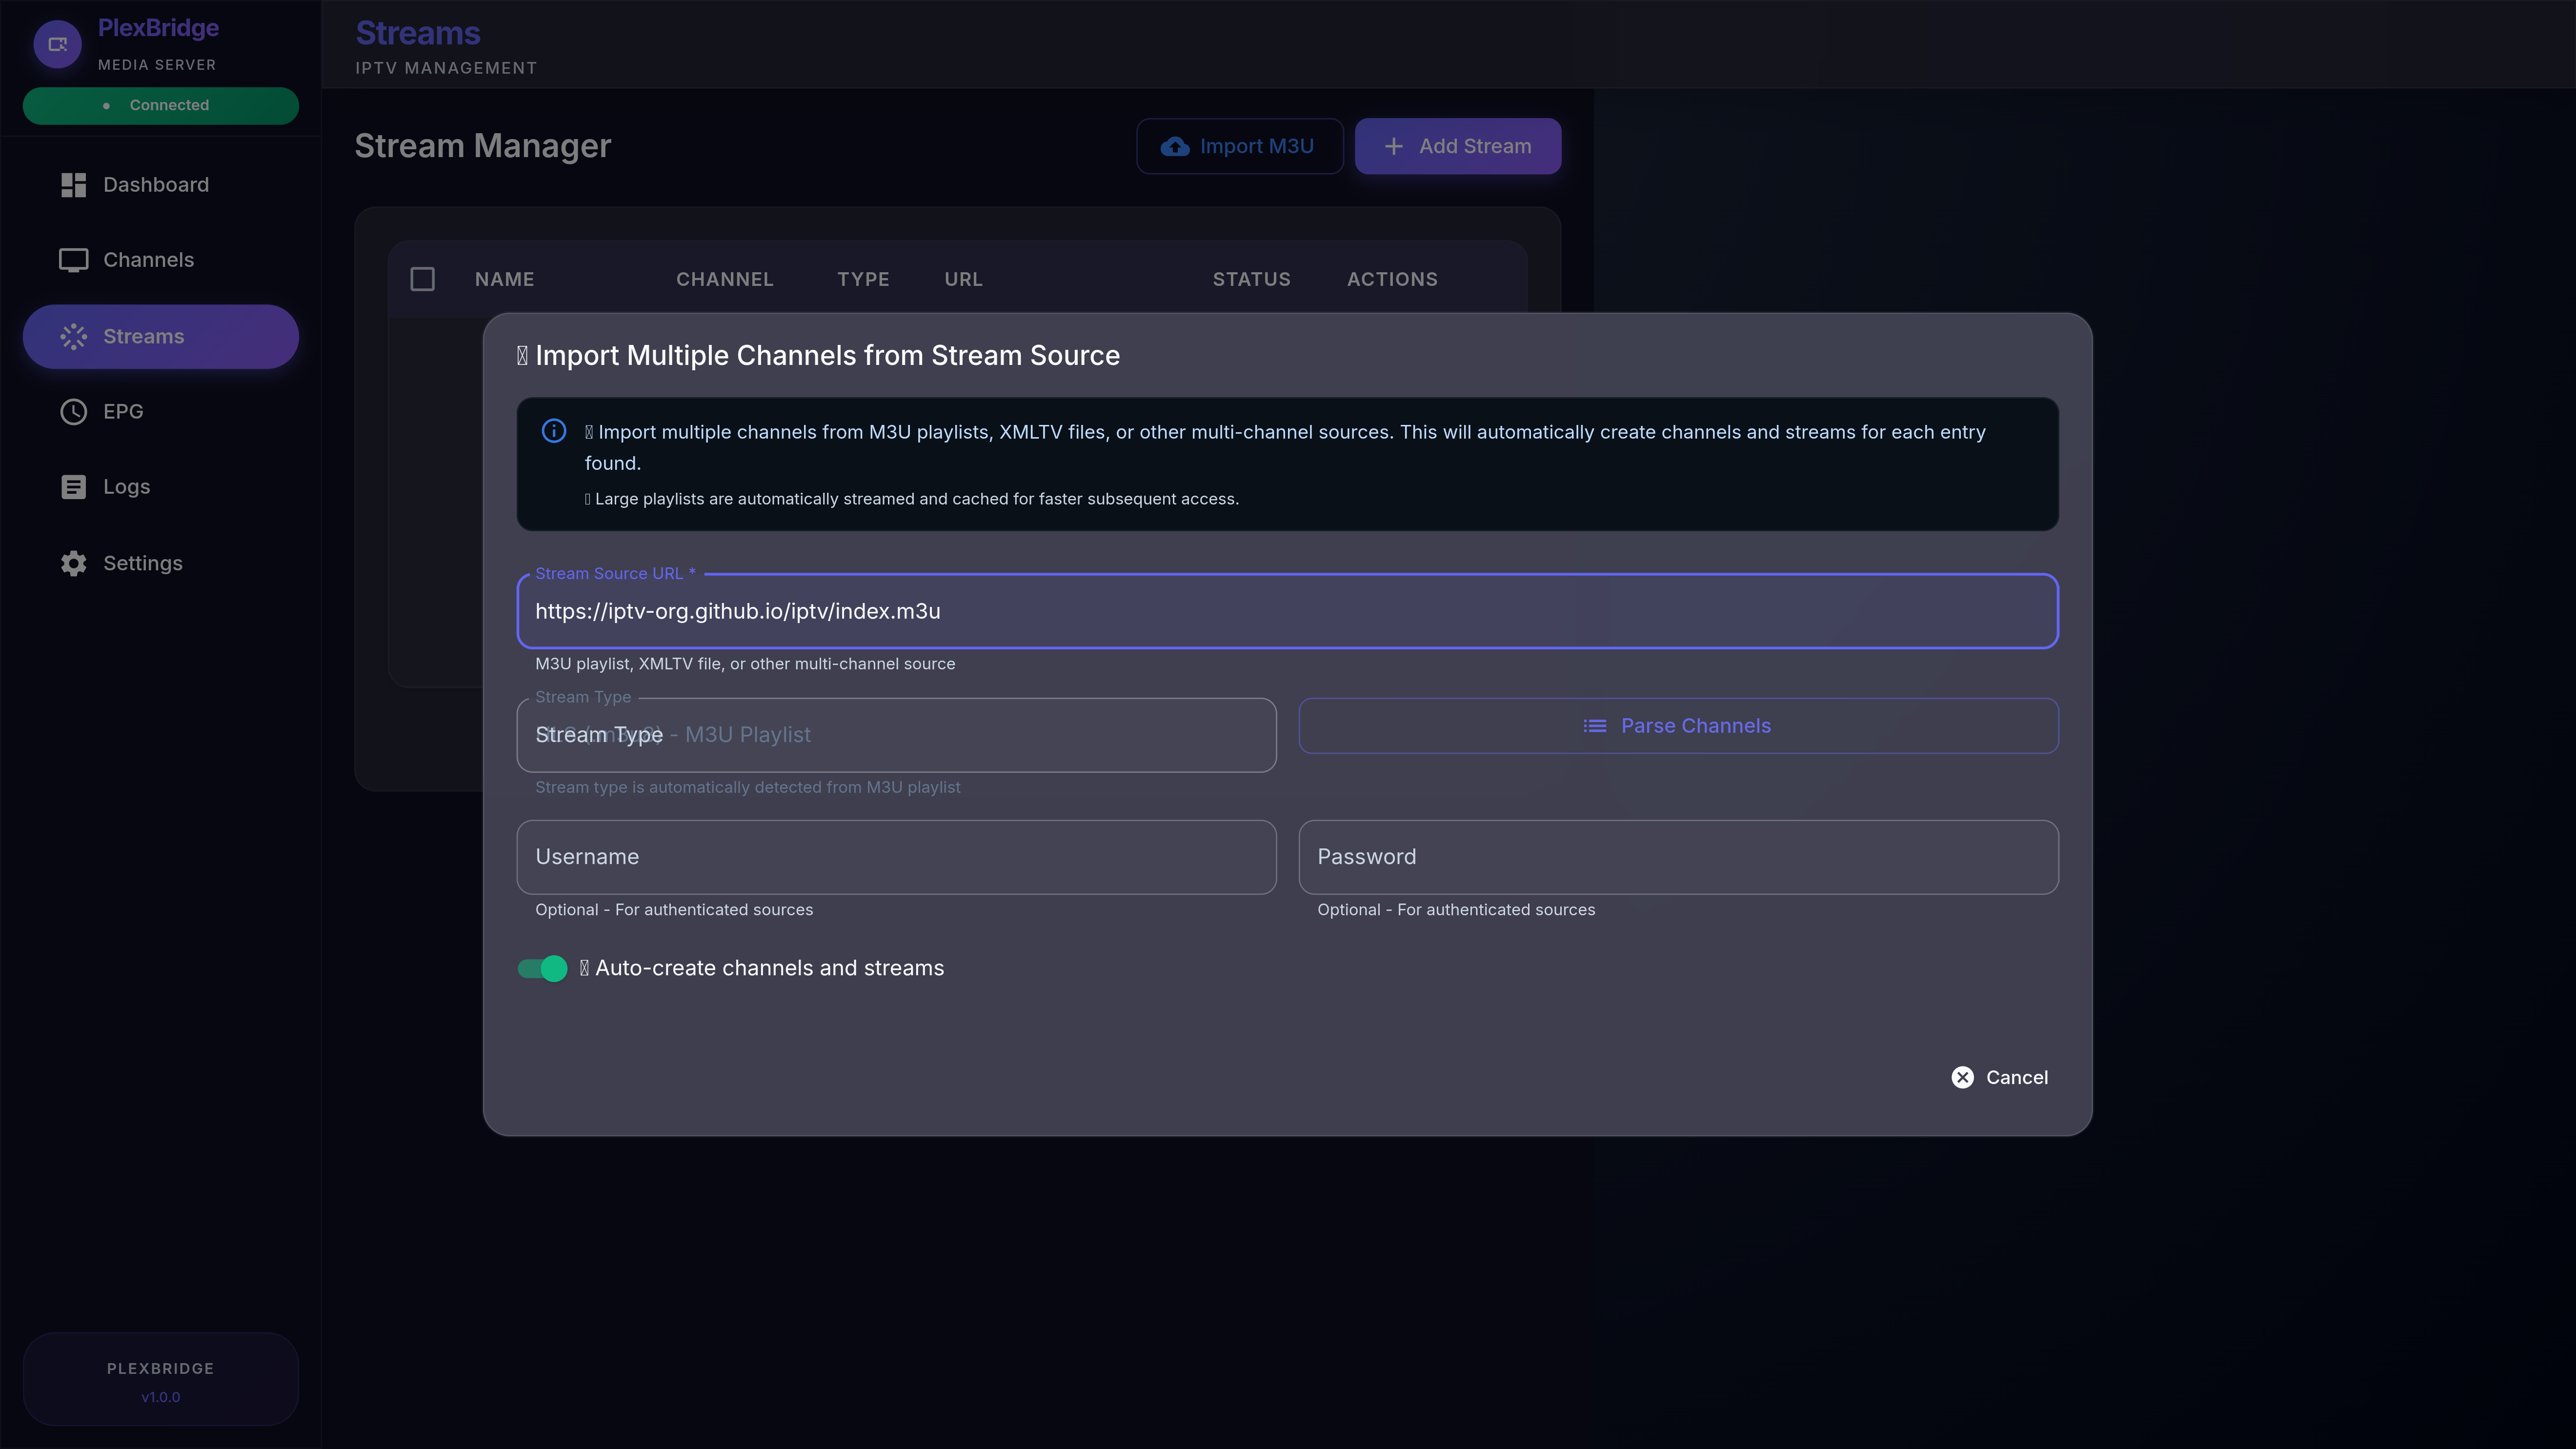 PlexBridge
MEDIA SERVER
Connected
Dashboard
Channels
Streams
EPG
Logs
Settings
PLEXBRIDGE
v1.0.0
Streams
IPTV MANAGEMENT
Stream Manager
Import M3U
Add Stream
NAME CHANNEL TYPE URL STATUS ACTIONS
Import Multiple Channels from Stream Source
Import multiple channels from M3U playlists, XMLTV files, or other multi-channel sources. This will automatically create channels and streams for each entry
found.
Large playlists are automatically streamed and cached for faster subsequent access.
Stream Source URL *
https://iptv-org.github.io/iptv/index.m3u
M3U playlist, XMLTV file, or other multi-channel source
Stream Type
Stream Type
- M3U Playlist
Stream type is automatically detected from M3U playlist
Parse Channels
Username
Optional - For authenticated sources
Password
Optional - For authenticated sources
Auto-create channels and streams
Cancel